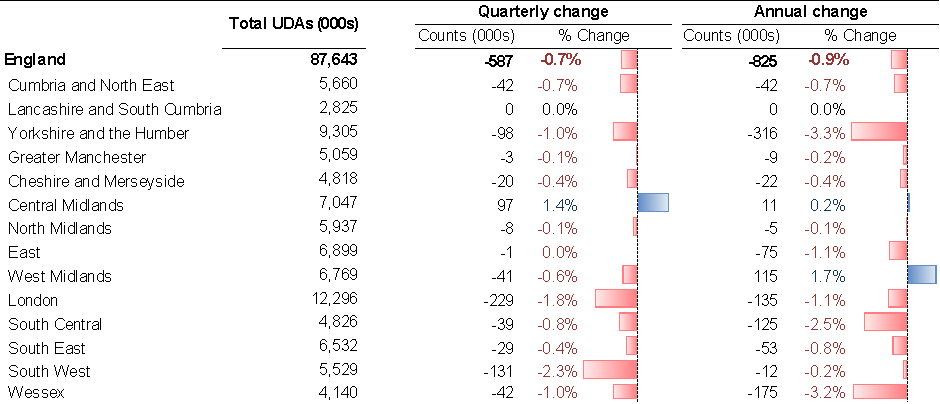 Quarterly change Annual change
Total UDAs (000s)
Counts (000s) % Change Counts (000s) % Change
England 87,643 -587 -0.7% -825 -0.9%
Cumbria and North East 5,660 -42 -0.7% -42 -0.7%
Lancashire and South Cumbria 2,825 0 0.0% 0 0.0%
Yorkshire and the Humber 9,305 -98 -1.0% -316 -3.3%
Greater Manchester 5,059 -3 -0.1% -9 -0.2%
Cheshire and Merseyside 4,818 -20 -0.4% -22 -0.4%
Central Midlands 7,047 97 1.4% 11 0.2%
North Midlands 5,937 -8 -0.1% -5 -0.1%
East 6,899 -1 0.0% -75 -1.1%
West Midlands 6,769 -41 -0.6% 115 1.7%
London 12,296 -229 -1.8% -135 -1.1%
South Central 4,826 -39 -0.8% -125 -2.5%
South East 6,532 -29 -0.4% -53 -0.8%
South West 5,529 -131 -2.3% -12 -0.2%
Wessex 4,140 -42 -1.0% -175 -3.2%